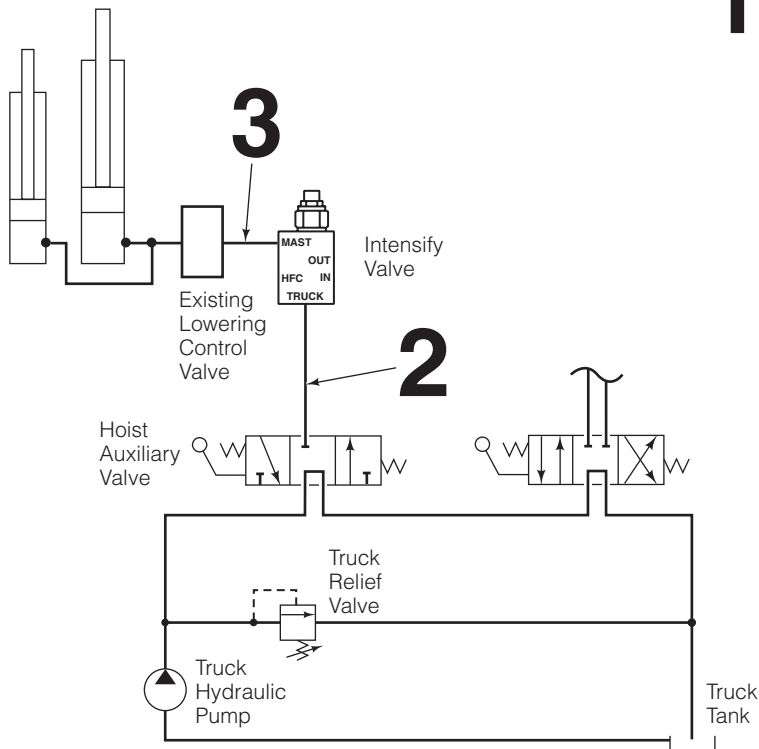 3
MAST
OUT
HFC IN
TRUCK
Intensify
Valve
Existing
Lowering
Control
Valve
2
Hoist
Auxiliary
Valve
Truck
Relief
Valve
Truck
Hydraulic
Pump
Truck
Tank